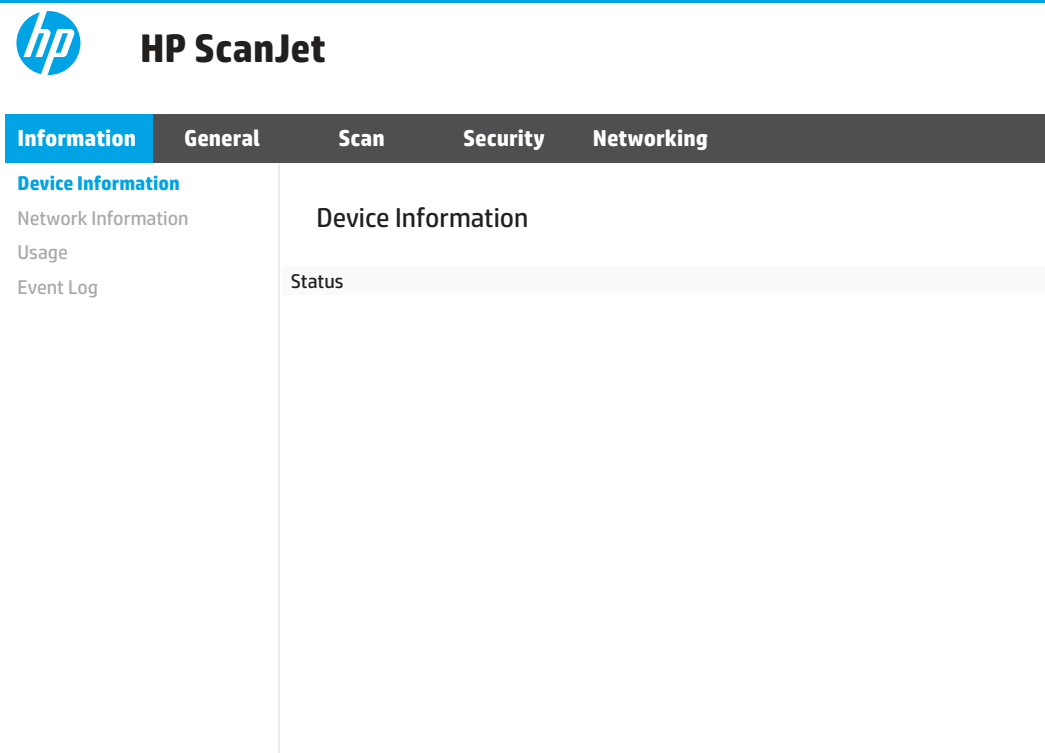 hp
HP ScanJet
Information General Scan Security Networking
Device Information
Network Information
Usage
Event Log
Device Information
Status